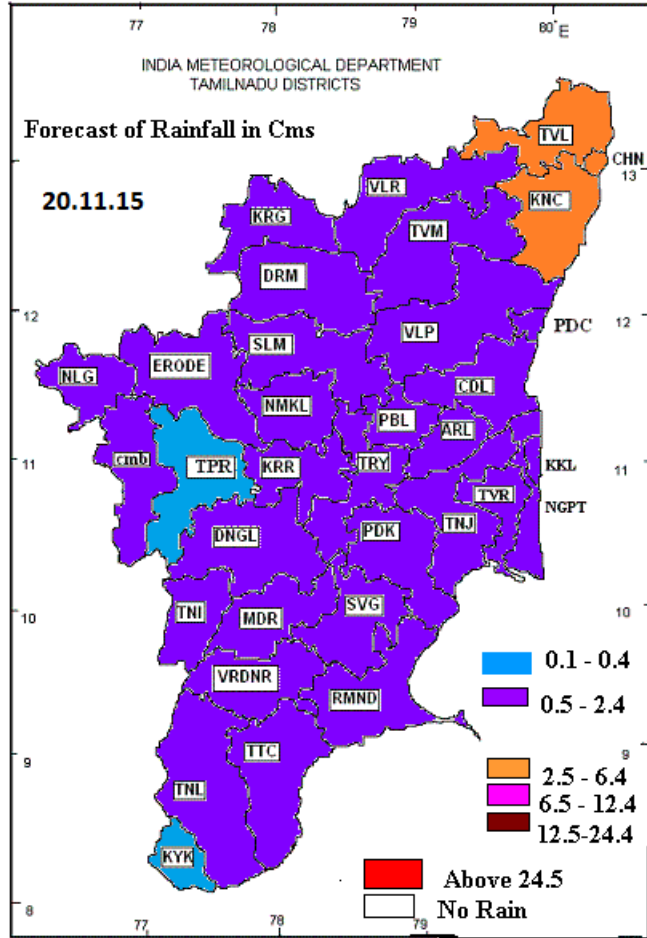 77 78 79 80° E
INDIA METEOROLOGICAL DEPARTMENT
TAMILNADU DISTRICTS
Forecast of Rainfall in Cms
TVL
CHN
13
20.11.15
VLR
KRG
KNC
TVM
DRM
12
12
PDC
SLM
VLP
ERODE
NLG
CDL
NMKL
PBL
ARL
11
cmb
TPR
KRR
TRY
11
KKL
TVR
NGPT
DNGL
PDK
TNJ
10
TNI
MDR
SVG
10
0.1 - 0.4
VRDNR
RMND
0.5 - 2.4
9
TTC
9
2.5 - 6.4
TNL
6.5 - 12.4
12.5-24.4
KYK
Above 24.5
8
No Rain
77 78 79